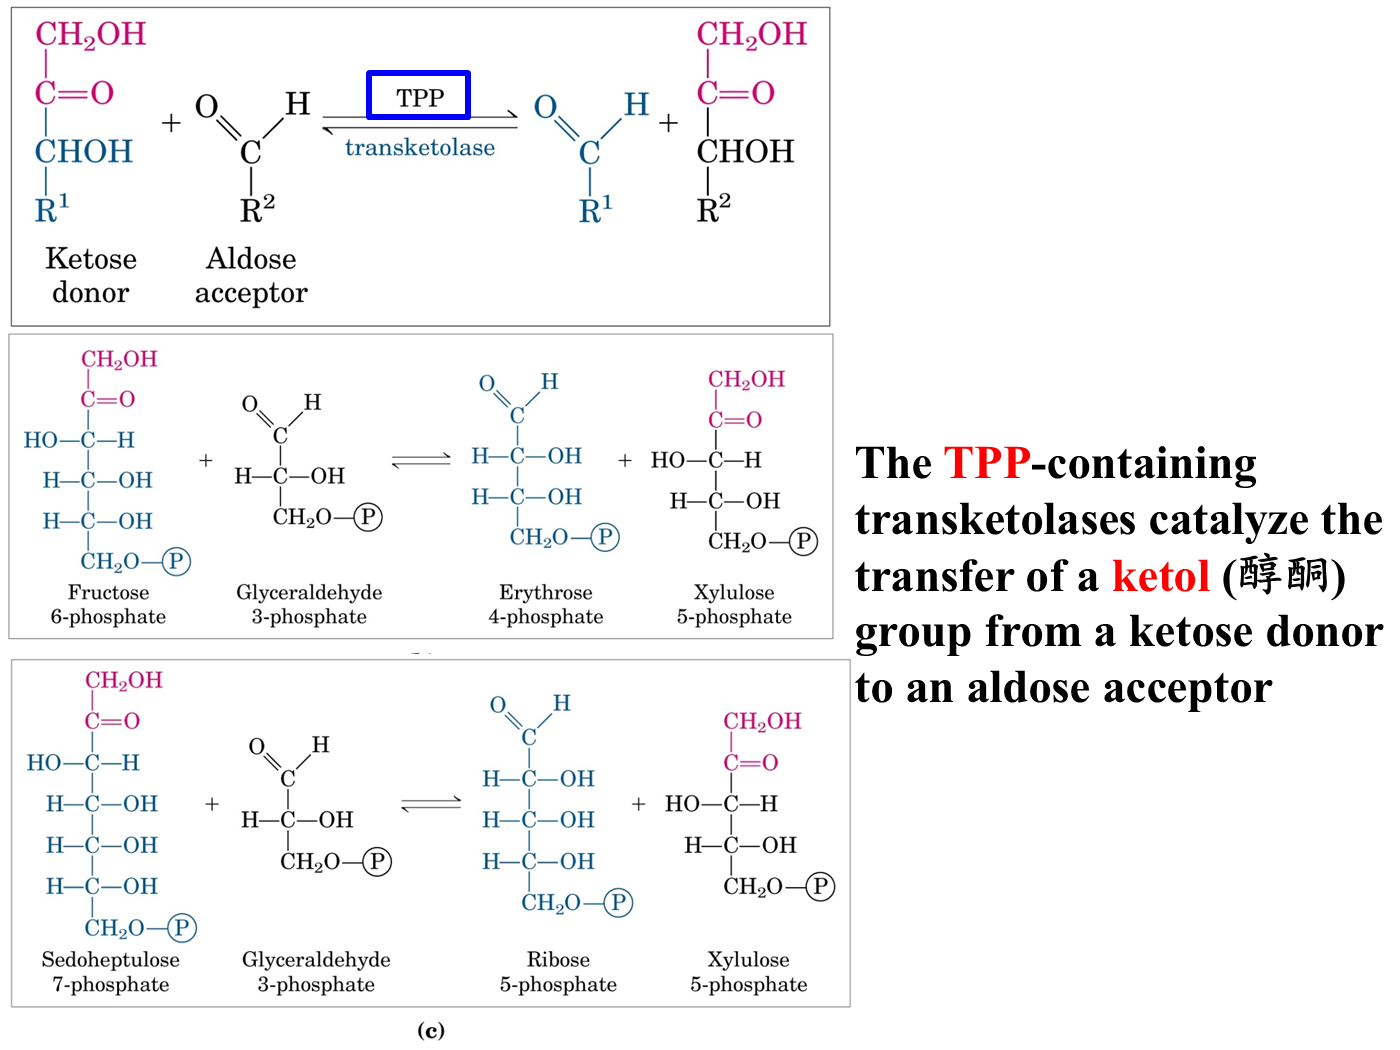 CH₂OH
C=O
CHOH
R¹
Ketose
donor
+
O
H
C
R²
Aldose
acceptor
TPP
transketolase
O
H
C
R¹
+
CH₂OH
C=O
CHOH
R²
CH₂OH
C=O
HO—C—H
H—C—OH
H—C—OH
CH₂O—P
Fructose
6-phosphate
+
O
H
C
H—C—OH
CH₂O—P
Glyceraldehyde
3-phosphate
O
H
C
H—C—OH
H—C—OH
CH₂O—P
Erythrose
4-phosphate
+
CH₂OH
C=O
HO—C—H
H—C—OH
CH₂O—P
Xylulose
5-phosphate
CH₂OH
C=O
HO—C—H
H—C—OH
H—C—OH
H—C—OH
CH₂O—P
Sedoheptulose
7-phosphate
+
O
H
C
H—C—OH
CH₂O—P
Glyceraldehyde
3-phosphate
O
H
C
H—C—OH
H—C—OH
H—C—OH
CH₂O—P
Ribose
5-phosphate
+
CH₂OH
C=O
HO—C—H
H—C—OH
CH₂O—P
Xylulose
5-phosphate
(c)
The TPP-containing
transketolases catalyze the
transfer of a ketol (醇酮)
group from a ketose donor
to an aldose acceptor